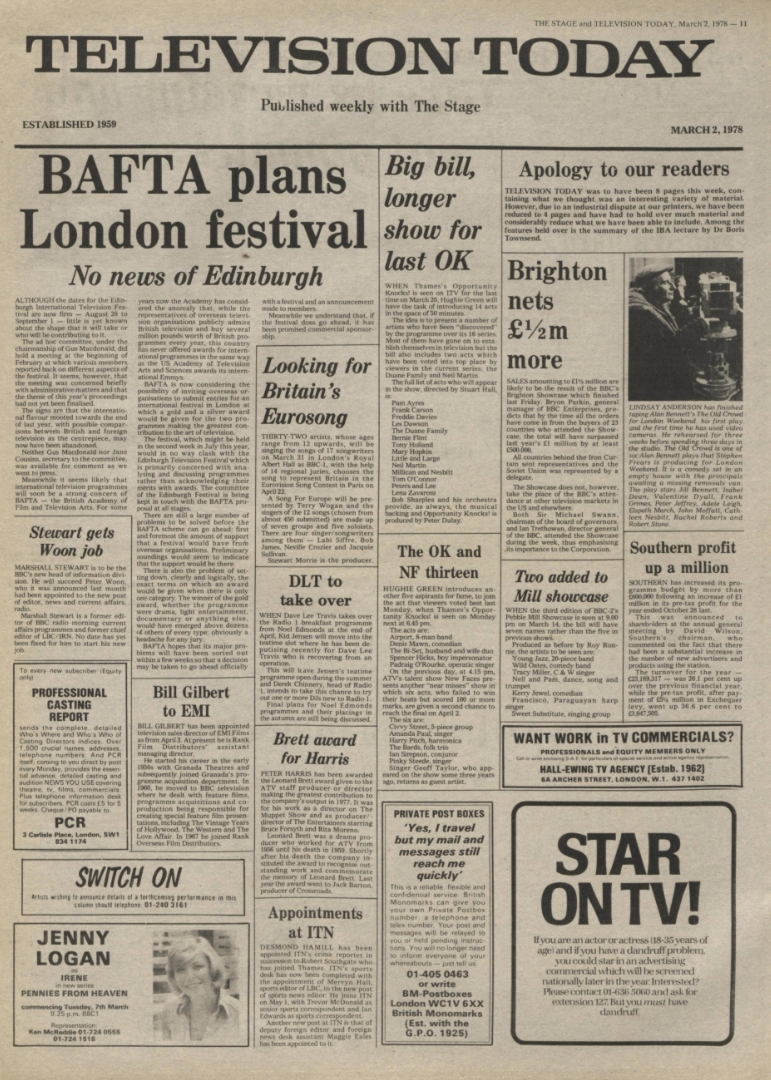 THE STAGE and TELEVISION TODAY, March 2, 1978 — 11
TELEVISION TODAY
Published weekly with The Stage
ESTABLISHED 1959
MARCH 2, 1978
BAFTA plans
London festival
No news of Edinburgh
ALTHOUGH the dates for the Edin-
burgh International Television Fes-
tival are now firm — August 28 to
September 1 — little is yet known
about the shape that it will take or
who will be contributing to it.
The ad hoc committee, under the
chairmanship of Gus Macdonald, did
hold a meeting at the beginning of
February at which various members
reported back on different aspects of
the festival. It seems, however, that
the meeting was concerned briefly
with administrative matters and that
the theme of this year's proceedings
had not yet been finalised.
The signs are that the internatio-
nal flavour mooted towards the end
of last year, with possible compar-
isons between British and foreign
television as the centrepiece, may
now have been abandoned.
Neither Gus Macdonald nor Jane
Cousins, secretary to the committee,
was available for comment as we
went to press.
Meanwhile it seems likely that
international television programmes
will soon be a strong concern of
BAFTA — the British Academy of
Film and Television Arts. For some
years now the Academy has consid-
ered the anomaly that, while the
representatives of overseas televi-
sion organisations publicly admire
British television and buy several
million pounds worth of British pro-
grammes every year, this country
has never offered awards for inter-
national programmes in the same way
as the US Academy of Television
Arts and Sciences awards its intern-
ational Emmys.
BAFTA is now considering the
possibility of inviting overseas or-
ganisations to submit entries for an
international festival in London at
which a gold and a silver award
would be given for the two pro-
grammes making the greatest con-
tribution to the art of television.
The festival, which might be held
in the second week in July this year,
would in no way clash with the
Edinburgh Television Festival which
is primarily concerned with ana-
lysing and discussing programmes
rather than acknowledging their
merits with awards. The committee
of the Edinburgh Festival is being
kept in touch with the BAFTA pro-
posal at all stages.
There are still a large number of
problems to be solved before the
BAFTA scheme can go ahead: first
and foremost the amount of support
that a festival would have from
overseas organisations. Preliminary
soundings would seem to indicate
that the support would be there.
There is also the problem of set-
ting down, clearly and logically, the
exact terms on which an award
would be given when there is only
one category. The winner of the gold
award, whether the programme
were drama, light entertainment,
documentary or anything else,
would have emerged above dozens
of others of every type: obviously a
headache for any jury.
BAFTA hopes that its major pro-
blems will have been sorted out
within a few weeks so that a decision
may be taken to go ahead officially
with a festival and an announcement
made to members.
Meanwhile we understand that, if
the festival does go ahead, it has
been promised commercial sponsor-
ship.
Stewart gets
Woon job
MARSHALL STEWART is to be the
BBC's new head of information divi-
sion. He will succeed Peter Woon,
who it was announced last month
had been appointed to the new post
of editor, news and current affairs,
radio.
Marshall Stewart is a former edi-
tor of BBC radio morning current
affairs programmes and former chief
editor of LBC/IRN. No date has yet
been fixed for him to start his new
job.
To every new subscriber (Equity
only)
PROFESSIONAL
CASTING
REPORT
sends the complete, detailed
Who's Where and Who's Who of
Casting Directors indices. Over
1,500 crucial names, addresses,
telephone numbers. And PCR
itself, coming to you direct by post
every Monday, provides the essen-
tial advance, detailed casting and
audition NEWS YOU USE covering
theatre, tv, films, commercials.
Plus telephone information desk
for subscribers. PCR costs £5 for 5
weeks. Cheque/PO payable to:
PCR
3 Carlisle Place, London, SW1
834 1174
Bill Gilbert
to EMI
BILL GILBERT has been appointed
television sales director of EMI Films
as from April 3. At present he is Rank
Film Distributors' assistant
managing director.
He started his career in the early
1950s with Granada Theatres and
subsequently joined Granada's pro-
gramme acquisition department. In
1966, he moved to BBC television
where he dealt with feature films,
programme acquisitions and co-
production being responsible for
creating special feature film presen-
tations, including The Vintage Years
of Hollywood, The Western and The
Love Affair. In 1967 he joined Rank
Overseas Film Distributors.
SWITCH ON
Artists wishing to announce details of a forthcoming performance in this
column should telephone 01-240 3161
JENNY
LOGAN
as
IRENE
in new series
PENNIES FROM HEAVEN
commencing Tuesday, 7th March
9.25 p.m. BBC1
Representation:
Ken McReddie 01-724 0555
01-724 1516
Looking for
Britain's
Eurosong
THIRTY-TWO artists, whose ages
range from 12 upwards, will be
singing the songs of 17 songwriters
on March 31 in London's Royal
Albert Hall as BBC-1, with the help
of 14 regional juries, chooses the
song to represent Britain in the
Eurovision Song Contest in Paris on
April 22.
A Song For Europe will be pre-
sented by Terry Wogan and the
singers of the 12 songs (chosen from
almost 456 submitted) are made up
of seven groups and five soloists.
There are four singer/songwriters
among them — Labi Siffre, Bob
James, Neville Crozier and Jacquie
Sullivan.
Stewart Morris is the producer.
DLT to
take over
WHEN Dave Lee Travis takes over
the Radio 1 breakfast programme
from Noel Edmonds at the end of
April, Kid Jensen will move into the
teatime slot where he has been de-
putising recently for Dave Lee
Travis who is recovering from an
operation.
This will leave Jensen's teatime
programme open during the summer
and Derek Chinnery, head of Radio
1, intends to take this chance to try
out one or more DJs new to Radio 1.
Final plans for Noel Edmonds
programmes and their placings in
the autumn are still being discussed.
Brett award
for Harris
PETER HARRIS has been awarded
the Leonard Brett award given to the
ATV staff producer or director
making the greatest contribution to
the company's output in 1977. It was
for his work as a director on The
Muppet Show and as producer/
director of The Entertainers starring
Bruce Forsyth and Rita Moreno.
Leonard Brett was a drama pro-
ducer who worked for ATV from
1956 until his death in 1959. Shortly
after his death the company in-
stituted the award to recognise out-
standing work and commemorate
the memory of Leonard Brett. Last
year the award went to Jack Barton,
producer of Crossroads.
Appointments
at ITN
DESMOND HAMILL has been
appointed ITN's crime reporter in
succession to Robert Southgate who
has joined Thames. ITN's sports
desk has now been completed with
the appointment of Mervyn Hall,
sports editor of LBC, to the new post
of sports news editor. He joins ITN
on May 1, with Trevor McDonald as
senior sports correspondent and Ian
Edwards as sports correspondent.
Another new post at ITN is that of
deputy foreign editor and foreign
news desk assistant Maggie Eales
has been appointed to it.
Big bill,
longer
show for
last OK
WHEN Thames's Opportunity
Knocks! is seen on ITV for the last
time on March 20, Hughie Green will
have the task of introducing 14 acts
in the space of 50 minutes.
The idea is to present a number of
artists who have been "discovered"
by the programme over its 16 series.
Most of them have gone on to estab-
lish themselves in television but the
bill also includes two acts which
have been voted into top place by
viewers in the current series, the
Duane Family and Neil Martin.
The full list of acts who will appear
in the show, directed by Stuart Hall,
is:
Pam Ayres
Frank Carson
Freddie Davies
Les Dawson
The Duane Family
Bernie Flint
Tony Holland
Mary Hopkin
Little and Large
Neil Martin
Millican and Nesbitt
Tom O'Connor
Peters and Lee
Lena Zavaroni
Bob Sharples and his orchestra
provide, as always, the musical
backing and Opportunity Knocks! is
produced by Peter Dulay.
The OK and
NF thirteen
HUGHIE GREEN introduces an-
other five aspirants for fame, to join
the act that viewers voted best last
Monday, when Thames's Oppor-
tunity Knocks! is seen on Monday
next at 6.45 pm.
The acts are:
Airport, 8-man band
Denis Mawn, comedian
The Bi-Set, husband and wife duo
Spencer Hicks, boy impersonator
Padraig O'Rourke, operatic singer
On the previous day, at 4.15 pm,
ATV's talent show New Faces pre-
sents another "near misses" show in
which six acts, who failed to win
their heats but scored 100 or more
marks, are given a second chance to
reach the final on April 2.
The six are:
Civvy Street, 5-piece group
Amanda Paul, singer
Harry Pitch, harmonica
The Bards, folk trio
Ian Simpson, conjuror
Pinky Steede, singer
Singer Geoff Taylor, who app-
eared on the show some three years
ago, returns as guest artist.
PRIVATE POST BOXES
'Yes, I travel
but my mail and
messages still
reach me
quickly'
This is a reliable, flexible and
confidential service. British
Monomarks can give you
your own Private Postbox
number, a telephone and
telex number. Your post and
messages will be relayed to
you or held pending instruc-
tions. You will no longer need
to inform everyone of your
whereabouts — just tell us.
01-405 0463
or write
BM-Postboxes
London WC1V 6XX
British Monomarks
(Est. with the
G.P.O. 1925)
Apology to our readers
TELEVISION TODAY was to have been 8 pages this week, con-
taining what we thought was an interesting variety of material.
However, due to an industrial dispute at our printers, we have been
reduced to 4 pages and have had to hold over much material and
considerably reduce what we have been able to include. Among the
features held over is the summary of the IBA lecture by Dr Boris
Townsend.
Brighton
nets
£½m
more
SALES amounting to £1½ million are
likely to be the result of the BBC's
Brighton Showcase which finished
last Friday. Bryon Parkin, general
manager of BBC Enterprises, pre-
dicts that by the time all the orders
have come in from the buyers of 23
countries who attended the Show-
case, the total will have surpassed
last year's £1 million by at least
£500,000.
All countries behind the Iron Cur-
tain sent representatives and the
Soviet Union was represented by a
delegate.
The Showcase does not, however,
take the place of the BBC's atten-
dance at other television markets in
the US and elsewhere.
Both Sir Michael Swann,
chairman of the board of governors,
and Ian Trethowan, director general
of the BBC, attended the Showcase
during the week, thus emphasising
its importance to the Corporation.
LINDSAY ANDERSON has finished
taping Alan Bennett's The Old Crowd
for London Weekend, his first play
and the first time he has used video
cameras. He rehearsed for three
weeks before spending three days in
the studio. The Old Crowd is one of
six Alan Bennett plays that Stephen
Frears is producing for London
Weekend. It is a comedy set in an
empty house with the principals
awaiting a missing removals van.
The play stars Jill Bennett, Isabel
Dean, Valentine Dyall, Frank
Grimes, Peter Jeffrey, Adele Leigh,
Elspeth March, John Moffatt, Cath-
leen Nesbitt, Rachel Roberts and
Robert Stone.
Two added to
Mill showcase
WHEN the third edition of BBC-2's
Pebble Mill Showcase is seen at 9.00
pm on March 14, the bill will have
seven names rather than the five in
previous shows.
Produced as before by Roy Ron-
nie, the artists to be seen are:
Young Jazz, 20-piece band
Wild Oates, comedy band
Tracy Miller, C & W singer
Nell and Pash, dance, song and
trumpet
Kerry Jewel, comedian
Francisco, Paraguayan harp
singer
Sweet Substitute, singing group
Southern profit
up a million
SOUTHERN has increased its pro-
gramme budget by more than
£600,000 following an increase of £1
million in its pre-tax profit for the
year ended October 28 last.
This was announced to
shareholders at the annual general
meeting by David Wilson,
Southern's chairman, who
commented on the fact that there
had been a substantial increase in
the number of new advertisers and
products using the station.
The turnover for the year —
£23,169,317 — was 26.1 per cent up
over the previous financial year,
while the pre-tax profit, after pay-
ment of £5¼ million in Exchequer
levy, went up 36.6 per cent to
£3,847,505.
WANT WORK in TV COMMERCIALS?
PROFESSIONALS and EQUITY MEMBERS ONLY
Call or write enclosing S.A.E. for particulars of special service and active agency representation.
HALL-EWING TV AGENCY (Estab. 1962)
6A ARCHER STREET, LONDON, W.1. 437 1402
STAR
ON TV!
If you are an actor or actress (18-35 years of
age) and if you have a dandruff problem,
you could star in an advertising
commercial which will be screened
nationally later in the year. Interested?
Please contact 01-636 5060 and ask for
extension 127. But you must have
dandruff.